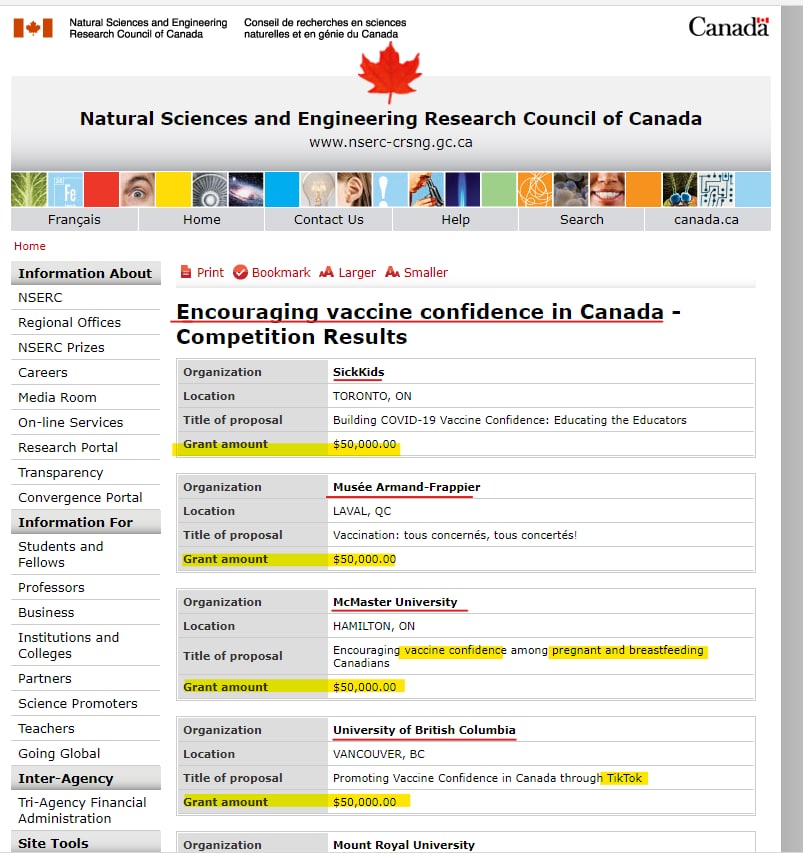 Natural Sciences and Engineering
Research Council of Canada
Conseil de recherches en sciences
naturelles et en génie du Canada
Canada
Natural Sciences and Engineering Research Council of Canada
www.nserc-crsng.gc.ca
Fe
Français Home Contact Us Help Search canada.ca
Home
Information About
NSERC
Regional Offices
NSERC Prizes
Careers
Media Room
On-line Services
Research Portal
Transparency
Convergence Portal
Information For
Students and
Fellows
Professors
Business
Institutions and
Colleges
Partners
Science Promoters
Teachers
Going Global
Inter-Agency
Tri-Agency Financial
Administration
Site Tools
Print Bookmark Larger Smaller
Encouraging vaccine confidence in Canada -
Competition Results
Organization SickKids
Location TORONTO, ON
Title of proposal Building COVID-19 Vaccine Confidence: Educating the Educators
Grant amount $50,000.00
Organization Musée Armand-Frappier
Location LAVAL, QC
Title of proposal Vaccination: tous concernés, tous concertés!
Grant amount $50,000.00
Organization McMaster University
Location HAMILTON, ON
Title of proposal Encouraging vaccine confidence among pregnant and breastfeeding
Canadians
Grant amount $50,000.00
Organization University of British Columbia
Location VANCOUVER, BC
Title of proposal Promoting Vaccine Confidence in Canada through TikTok
Grant amount $50,000.00
Organization Mount Royal University